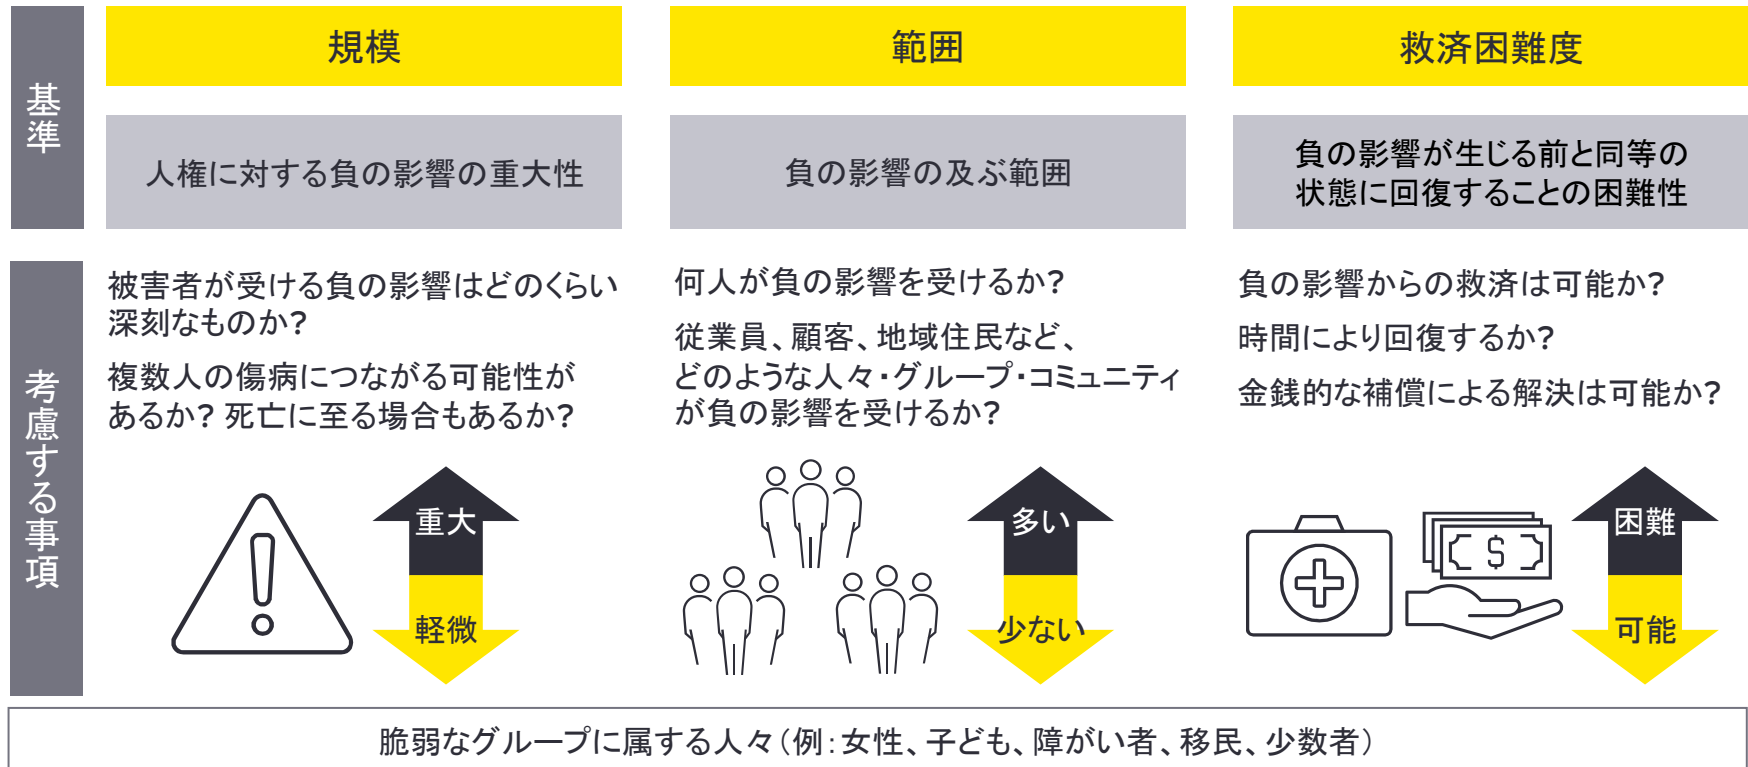 基準
規模
人権に対する負の影響の重大性
範囲
負の影響の及ぶ範囲
救済困難度
負の影響が生じる前と同等の
状態に回復することの困難性
考慮する事項
被害者が受ける負の影響はどのくらい
深刻なものか?
複数人の傷病につながる可能性が
あるか? 死亡に至る場合もあるか?
重大
軽微
何人が負の影響を受けるか?
従業員、顧客、地域住民など、
どのような人々・グループ・コミュニティ
が負の影響を受けるか?
多い
少ない
負の影響からの救済は可能か?
時間により回復するか?
金銭的な補償による解決は可能か?
$
困難
可能
脆弱なグループに属する人々(例:女性、子ども、障がい者、移民、少数者)